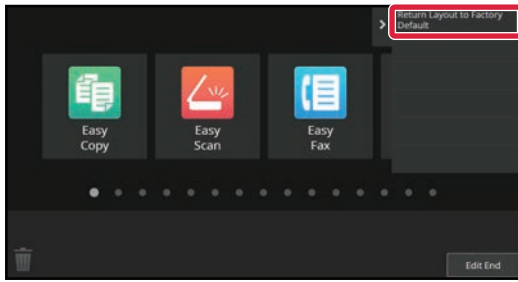 Return Layout to Factory
Default
Easy
Copy
Easy
Scan
Easy
Fax
Edit End